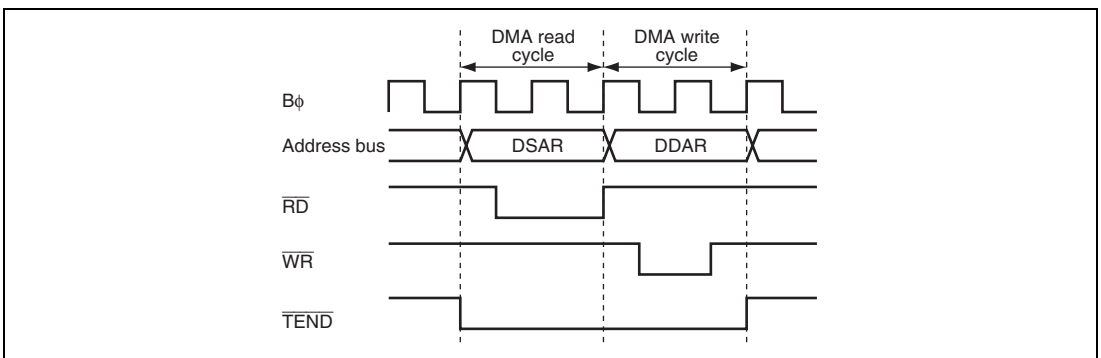 DMA read
cycle
DMA write
cycle
Bϕ
Address bus
DSAR
DDAR
RD
WR
TEND